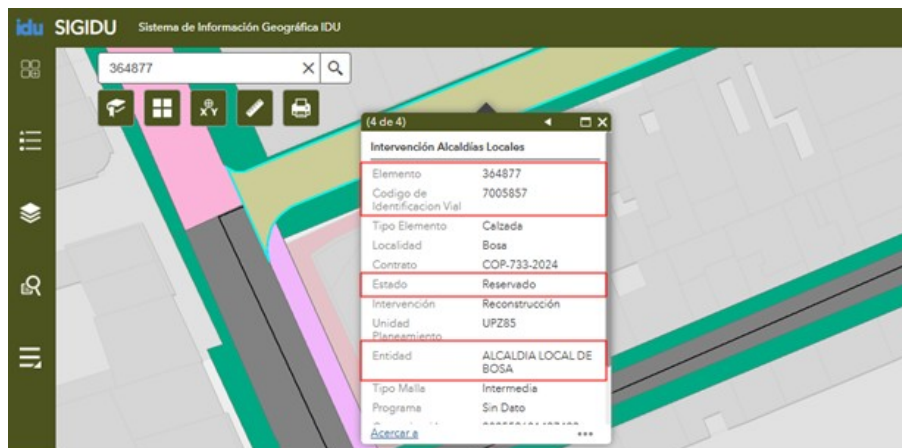 idu SIGIDU Sistema de Información Geográfica IDU
364877
(4 de 4)
Intervención Alcaldías Locales
Elemento 364877
Codigo de Identificacion Vial 7005857
Tipo Elemento Calzada
Localidad Bosa
Contrato COP-733-2024
Estado Reservado
Intervención Reconstrucción
Unidad Planeamiento UPZ85
Entidad ALCALDIA LOCAL DE BOSA
Tipo Malla Intermedia
Programa Sin Dato
Acercar a